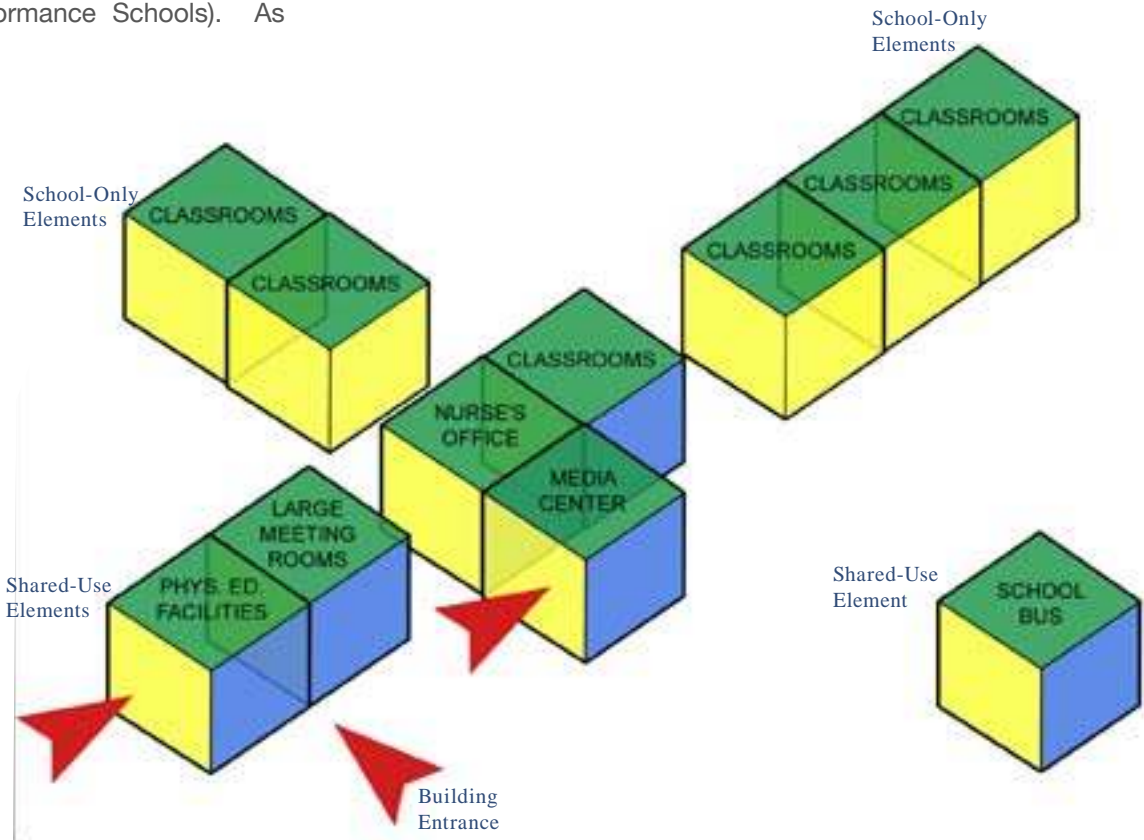 ormance Schools). As
School-Only
Elements
CLASSROOMS
CLASSROOMS
CLASSROOMS
School-Only
Elements
CLASSROOMS
CLASSROOMS
CLASSROOMS
NURSE'S
OFFICE
MEDIA
CENTER
LARGE
MEETING
ROOMS
Shared-Use
Elements
PHYS. ED.
FACILITIES
Shared-Use
Element
SCHOOL
BUS
Building
Entrance